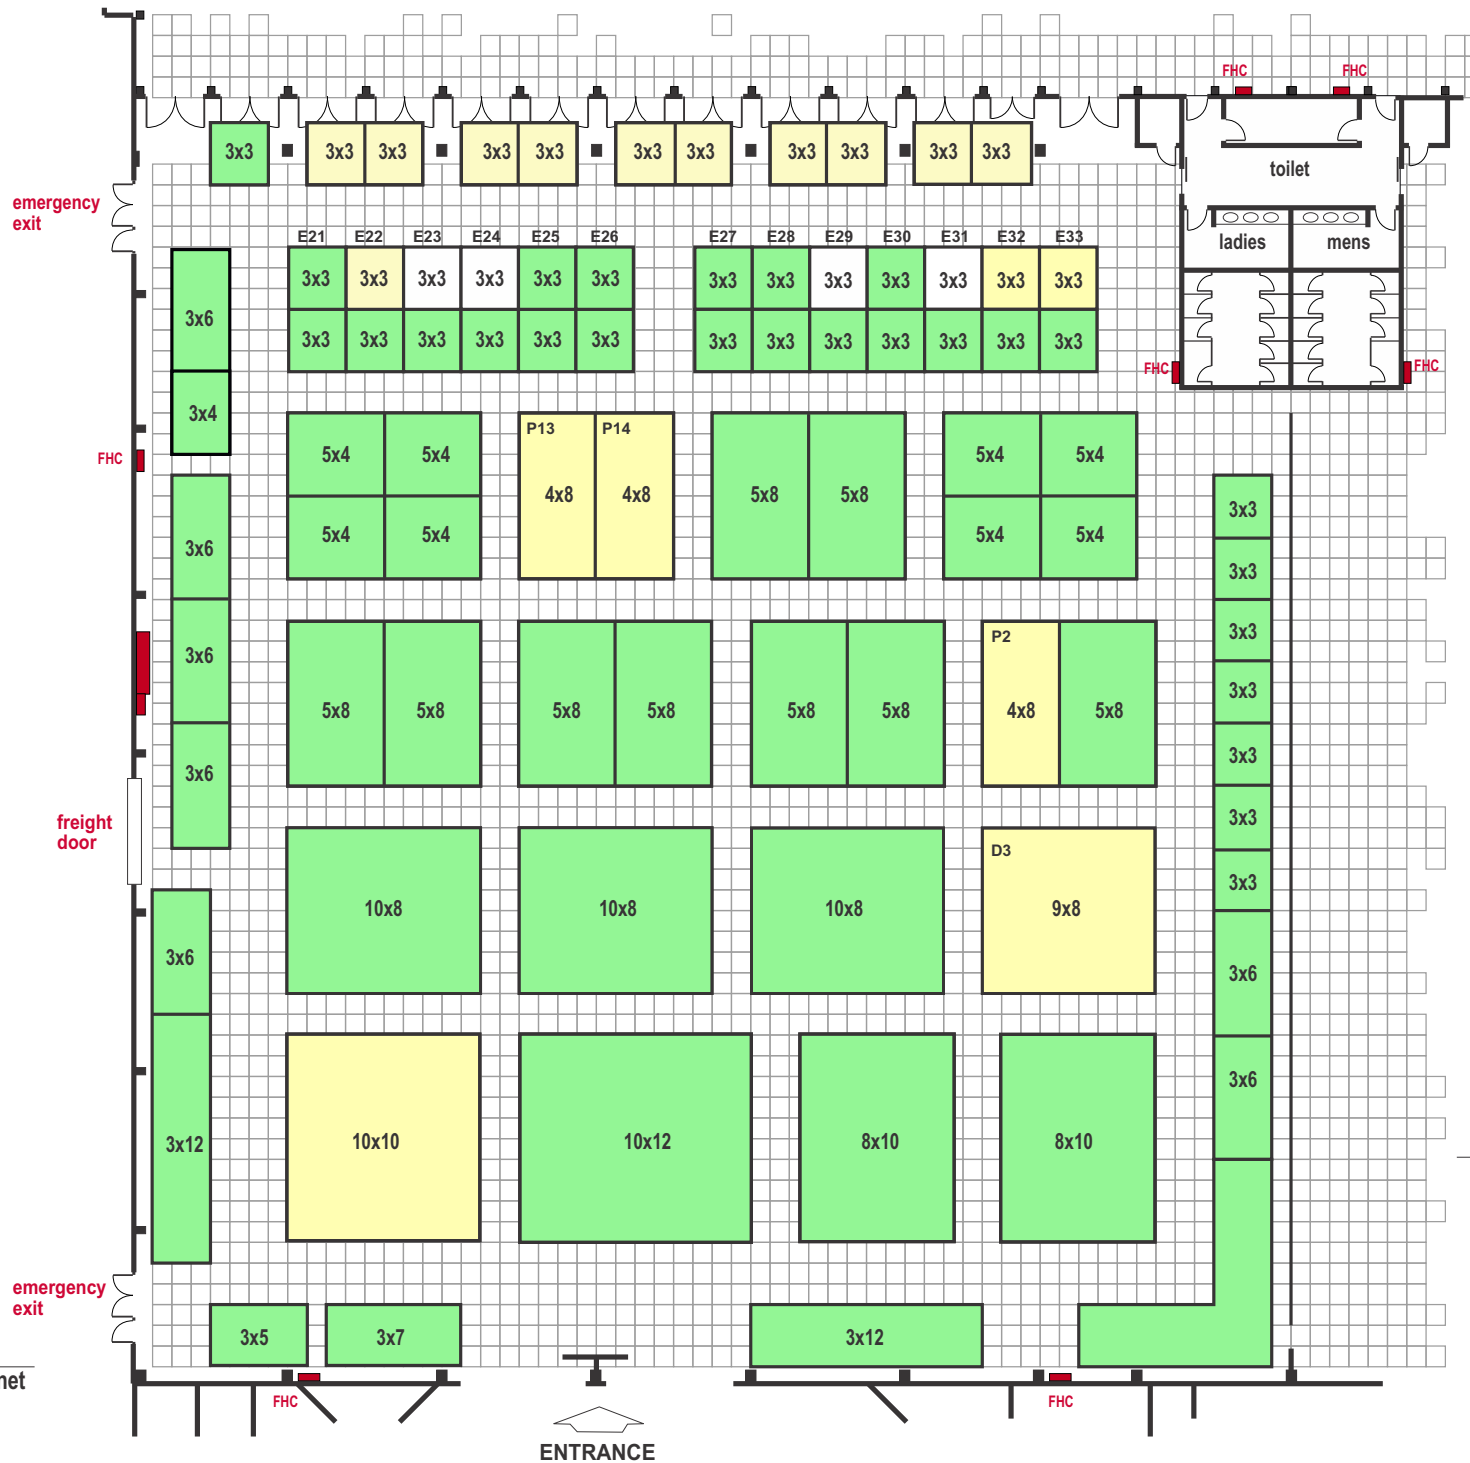 FHC FHC
3x3 3x3 3x3 3x3 3x3 3x3 3x3 3x3 3x3 3x3 3x3
toilet
emergency
exit
E21 E22 E23 E24 E25 E26 E27 E28 E29 E30 E31 E32 E33
ladies mens
3x3 3x3 3x3 3x3 3x3 3x3 3x3 3x3 3x3 3x3 3x3 3x3 3x3
3x6
3x3 3x3 3x3 3x3 3x3 3x3 3x3 3x3 3x3 3x3 3x3 3x3 3x3
FHC FHC
3x4
P13 P14
5x4 5x4 5x4 5x4
FHC
4x8 4x8 5x8 5x8
3x3
5x4 5x4 5x4 5x4
3x6
3x3
3x3
P2
3x6
3x3
5x8 5x8 5x8 5x8 5x8 5x8 4x8 5x8
3x3
3x6
3x3
freight
door
D3
3x3
10x8 10x8 10x8 9x8
3x6
3x6
3x6
3x12 10x10 10x12 8x10 8x10
emergency
exit
3x5 3x7 3x12
net
FHC FHC
ENTRANCE